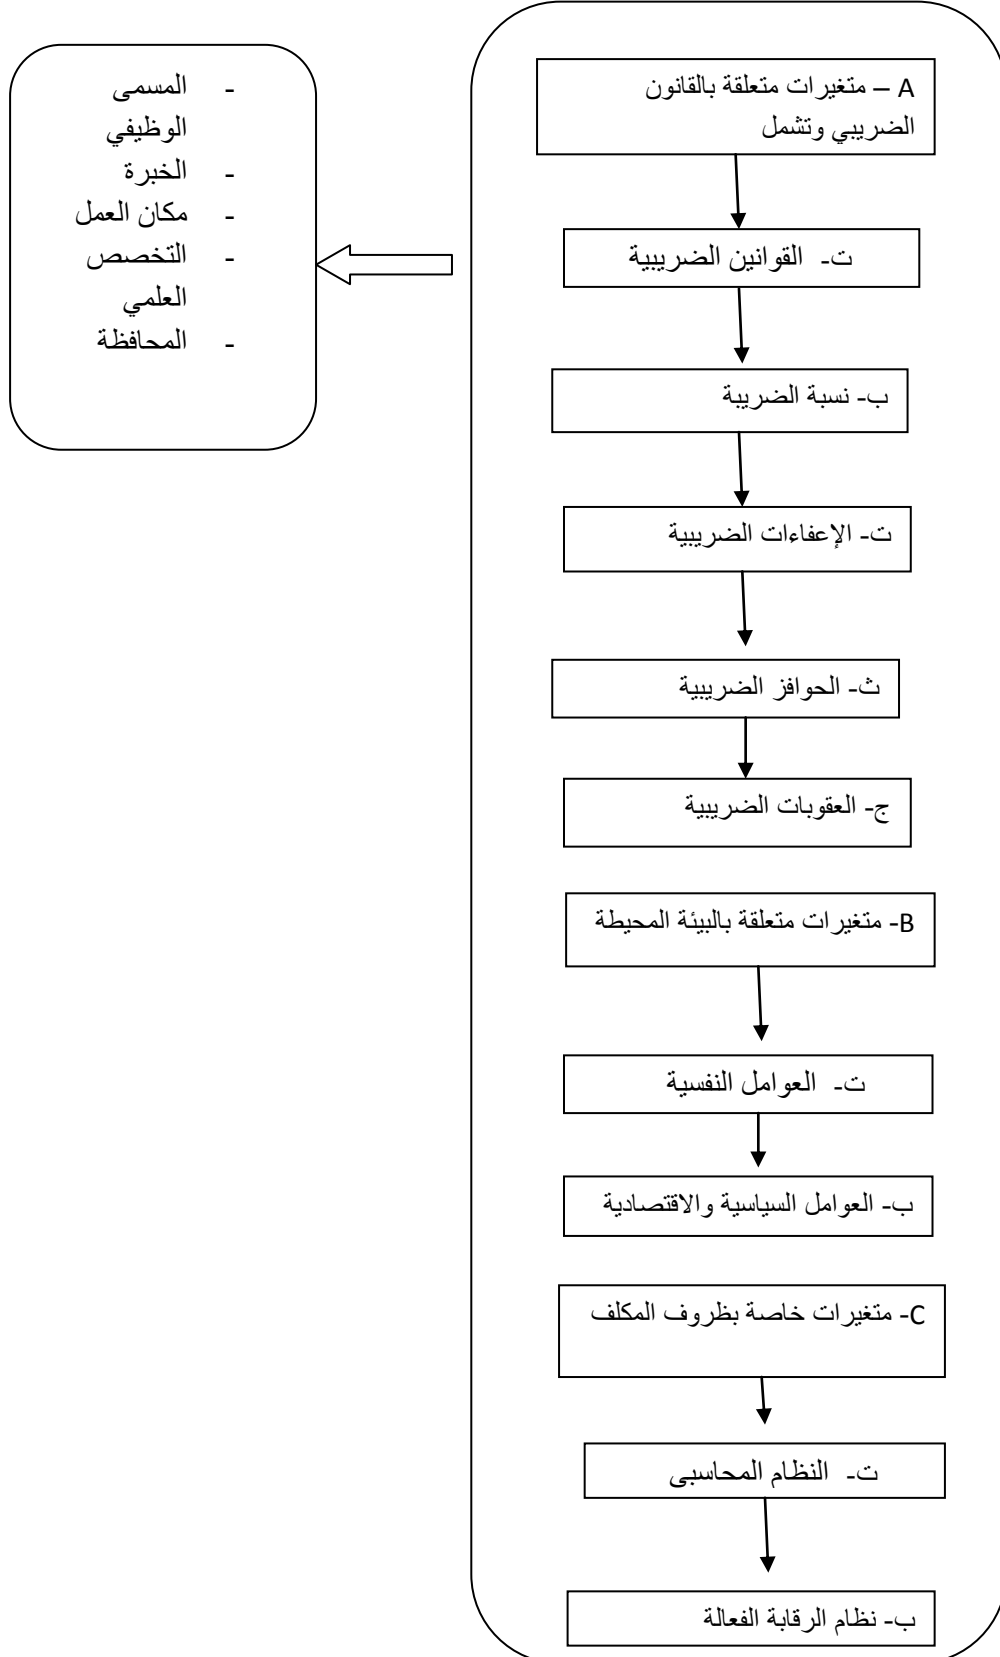 A – متغيرات متعلقة بالقانون
الضريبي وتشمل
ت- القوانين الضريبية
ب- نسبة الضريبة
ت- الإعفاءات الضريبية
ث- الحوافز الضريبية
ج- العقوبات الضريبية
B- متغيرات متعلقة بالبيئة المحيطة
ت- العوامل النفسية
ب- العوامل السياسية والاقتصادية
C- متغيرات خاصة بظروف المكلف
ت- النظام المحاسبى
ب- نظام الرقابة الفعالة
- المسمى
الوظيفي
- الخبرة
- مكان العمل
- التخصص
العلمي
- المحافظة